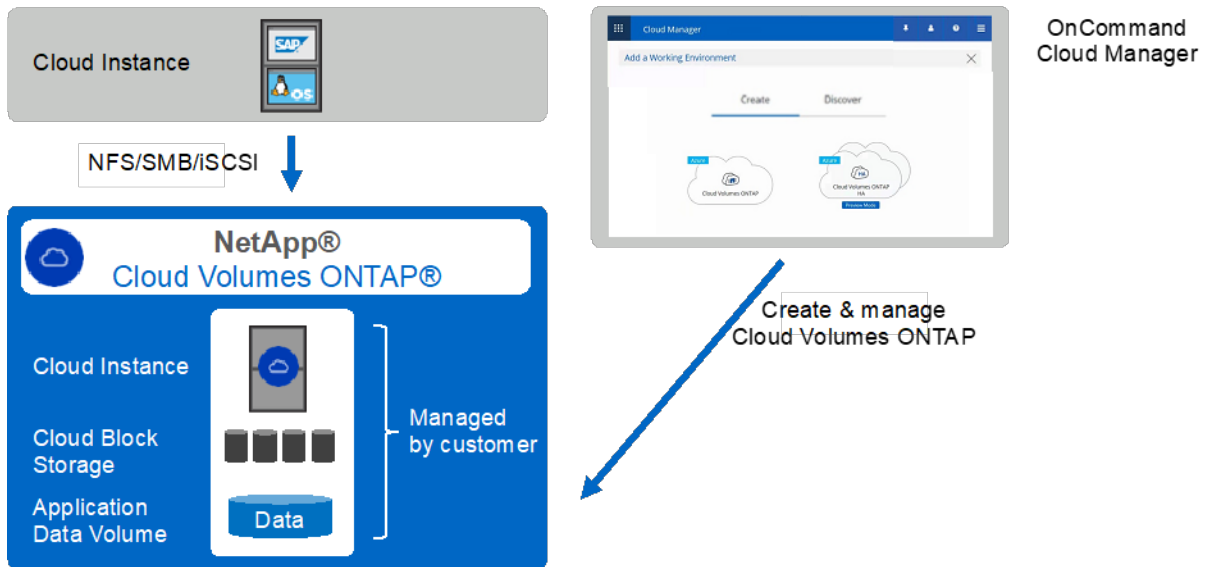 Cloud Instance
SAP
OS
NFS/SMB/iSCSI
NetApp®
Cloud Volumes ONTAP®
Cloud Instance
Cloud Block
Storage
Application
Data Volume
Data
Managed
by customer
Cloud Manager
Add a Working Environment
Create
Discover
Azure
Cloud Volumes ONTAP
Azure
HA
Cloud Volumes ONTAP
HA
Preview Mode
OnCommand
Cloud Manager
Create & manage
Cloud Volumes ONTAP